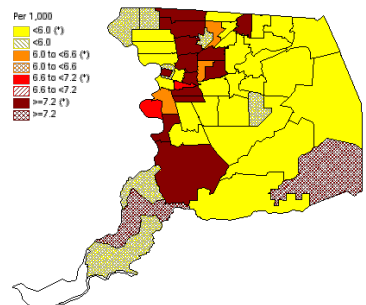 Per 1,000
<6.0 (*)
<6.0
6.0 to <6.6 (*)
6.0 to <6.6
6.6 to <7.2 (*)
6.6 to <7.2
>=7.2 (*)
>=7.2